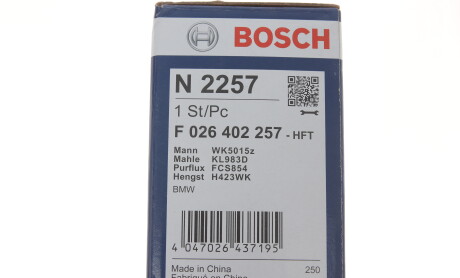 BOSCH
N 2257
1 St/Pc
F 026 402 257 - HFT
Mann WK5015z
Mahle KL983D
Purflux FCS854
Hengst H423WK
BMW
4 047026 437195
Made in China 250
Fabriqué en Chine